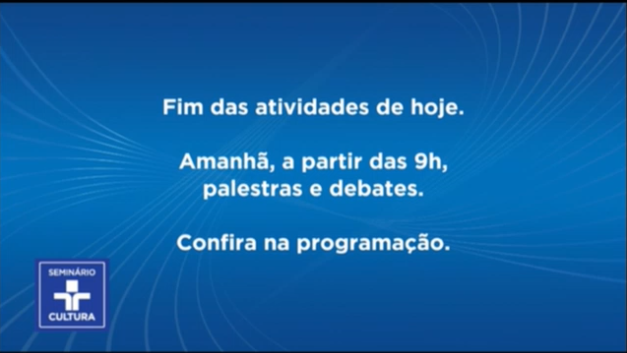 Fim das atividades de hoje.
Amanhã, a partir das 9h,
palestras e debates.
Confira na programação.
SEMINÁRIO
CULTURA